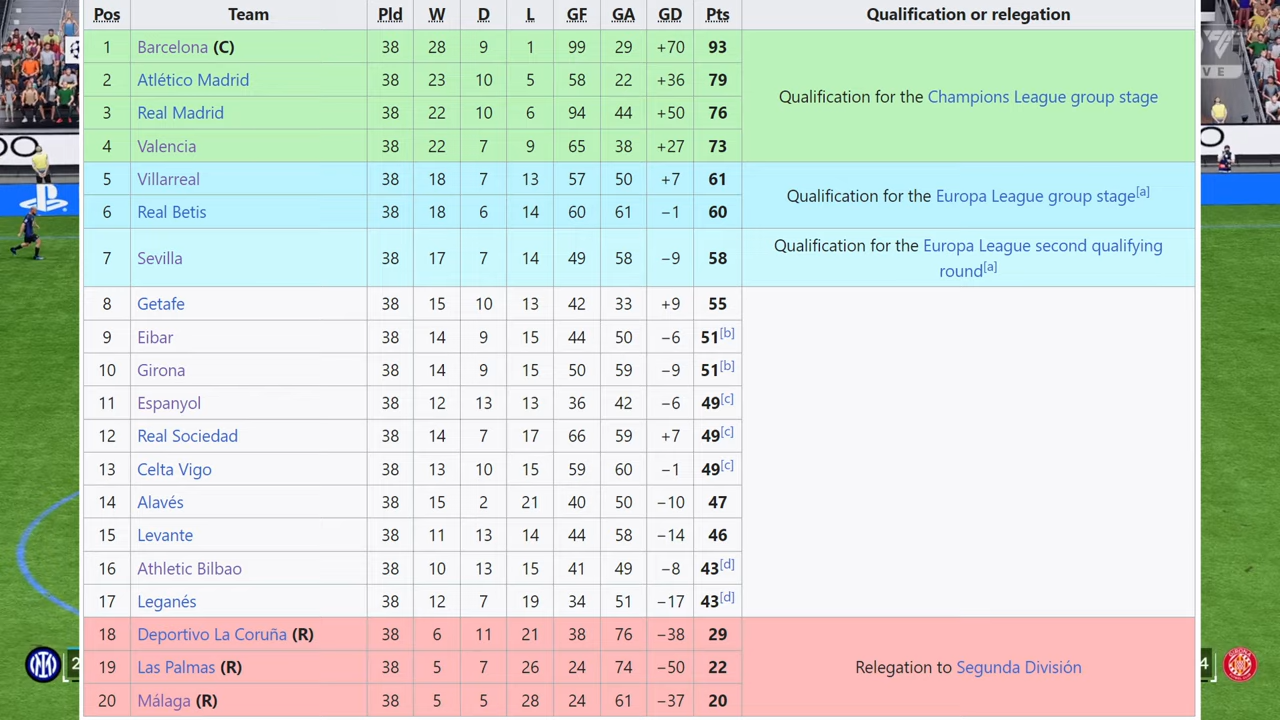 Pos Team Pld W D L GF GA GD Pts Qualification or relegation
1 Barcelona (C) 38 28 9 1 99 29 +70 93
2 Atlético Madrid 38 23 10 5 58 22 +36 79
Qualification for the Champions League group stage
3 Real Madrid 38 22 10 6 94 44 +50 76
4 Valencia 38 22 7 9 65 38 +27 73
5 Villarreal 38 18 7 13 57 50 +7 61
Qualification for the Europa League group stage[a]
6 Real Betis 38 18 6 14 60 61 −1 60
7 Sevilla 38 17 7 14 49 58 −9 58
Qualification for the Europa League second qualifying
round[a]
8 Getafe 38 15 10 13 42 33 +9 55
9 Eibar 38 14 9 15 44 50 −6 51[b]
10 Girona 38 14 9 15 50 59 −9 51[b]
11 Espanyol 38 12 13 13 36 42 −6 49[c]
12 Real Sociedad 38 14 7 17 66 59 +7 49[c]
13 Celta Vigo 38 13 10 15 59 60 −1 49[c]
14 Alavés 38 15 2 21 40 50 −10 47
15 Levante 38 11 13 14 44 58 −14 46
16 Athletic Bilbao 38 10 13 15 41 49 −8 43[d]
17 Leganés 38 12 7 19 34 51 −17 43[d]
18 Deportivo La Coruña (R) 38 6 11 21 38 76 −38 29
19 Las Palmas (R) 38 5 7 26 24 74 −50 22 Relegation to Segunda División
20 Málaga (R) 38 5 5 28 24 61 −37 20
2
4